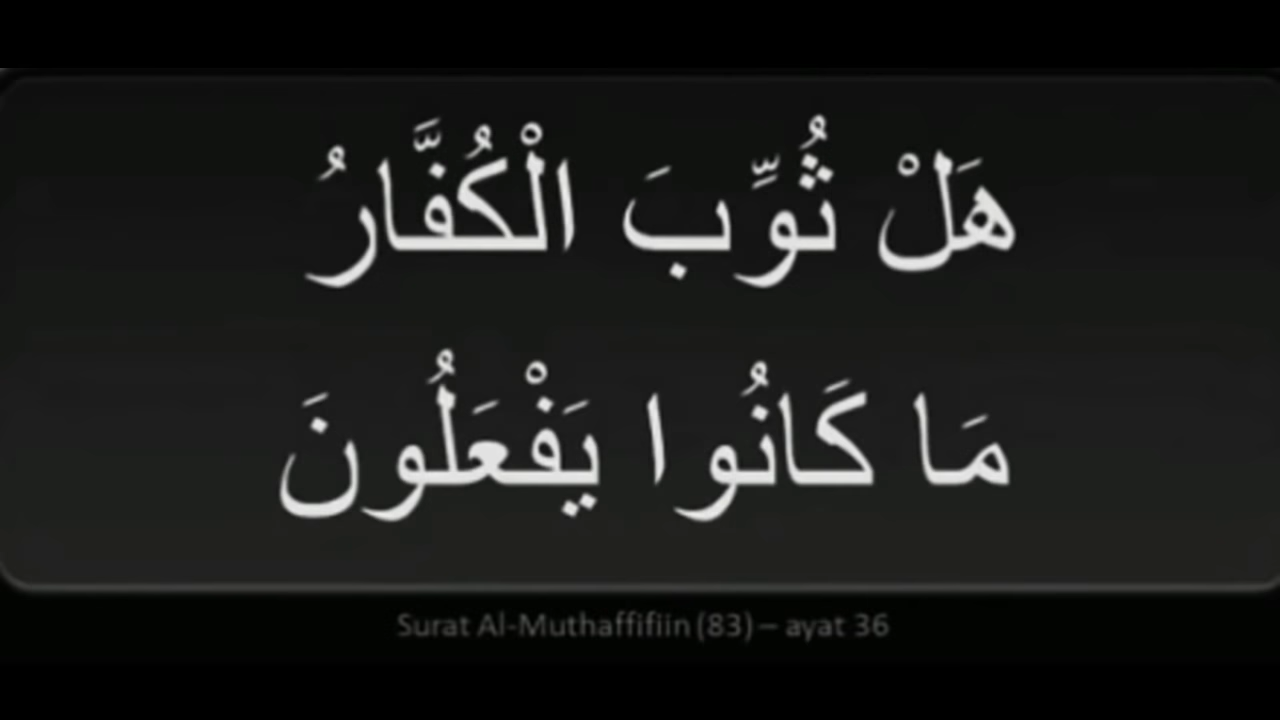 هَلْ ثُوِّبَ الْكُفَّارُ
مَا كَانُوا يَفْعَلُونَ
Surat Al-Muthaffifiin (83) – ayat 36